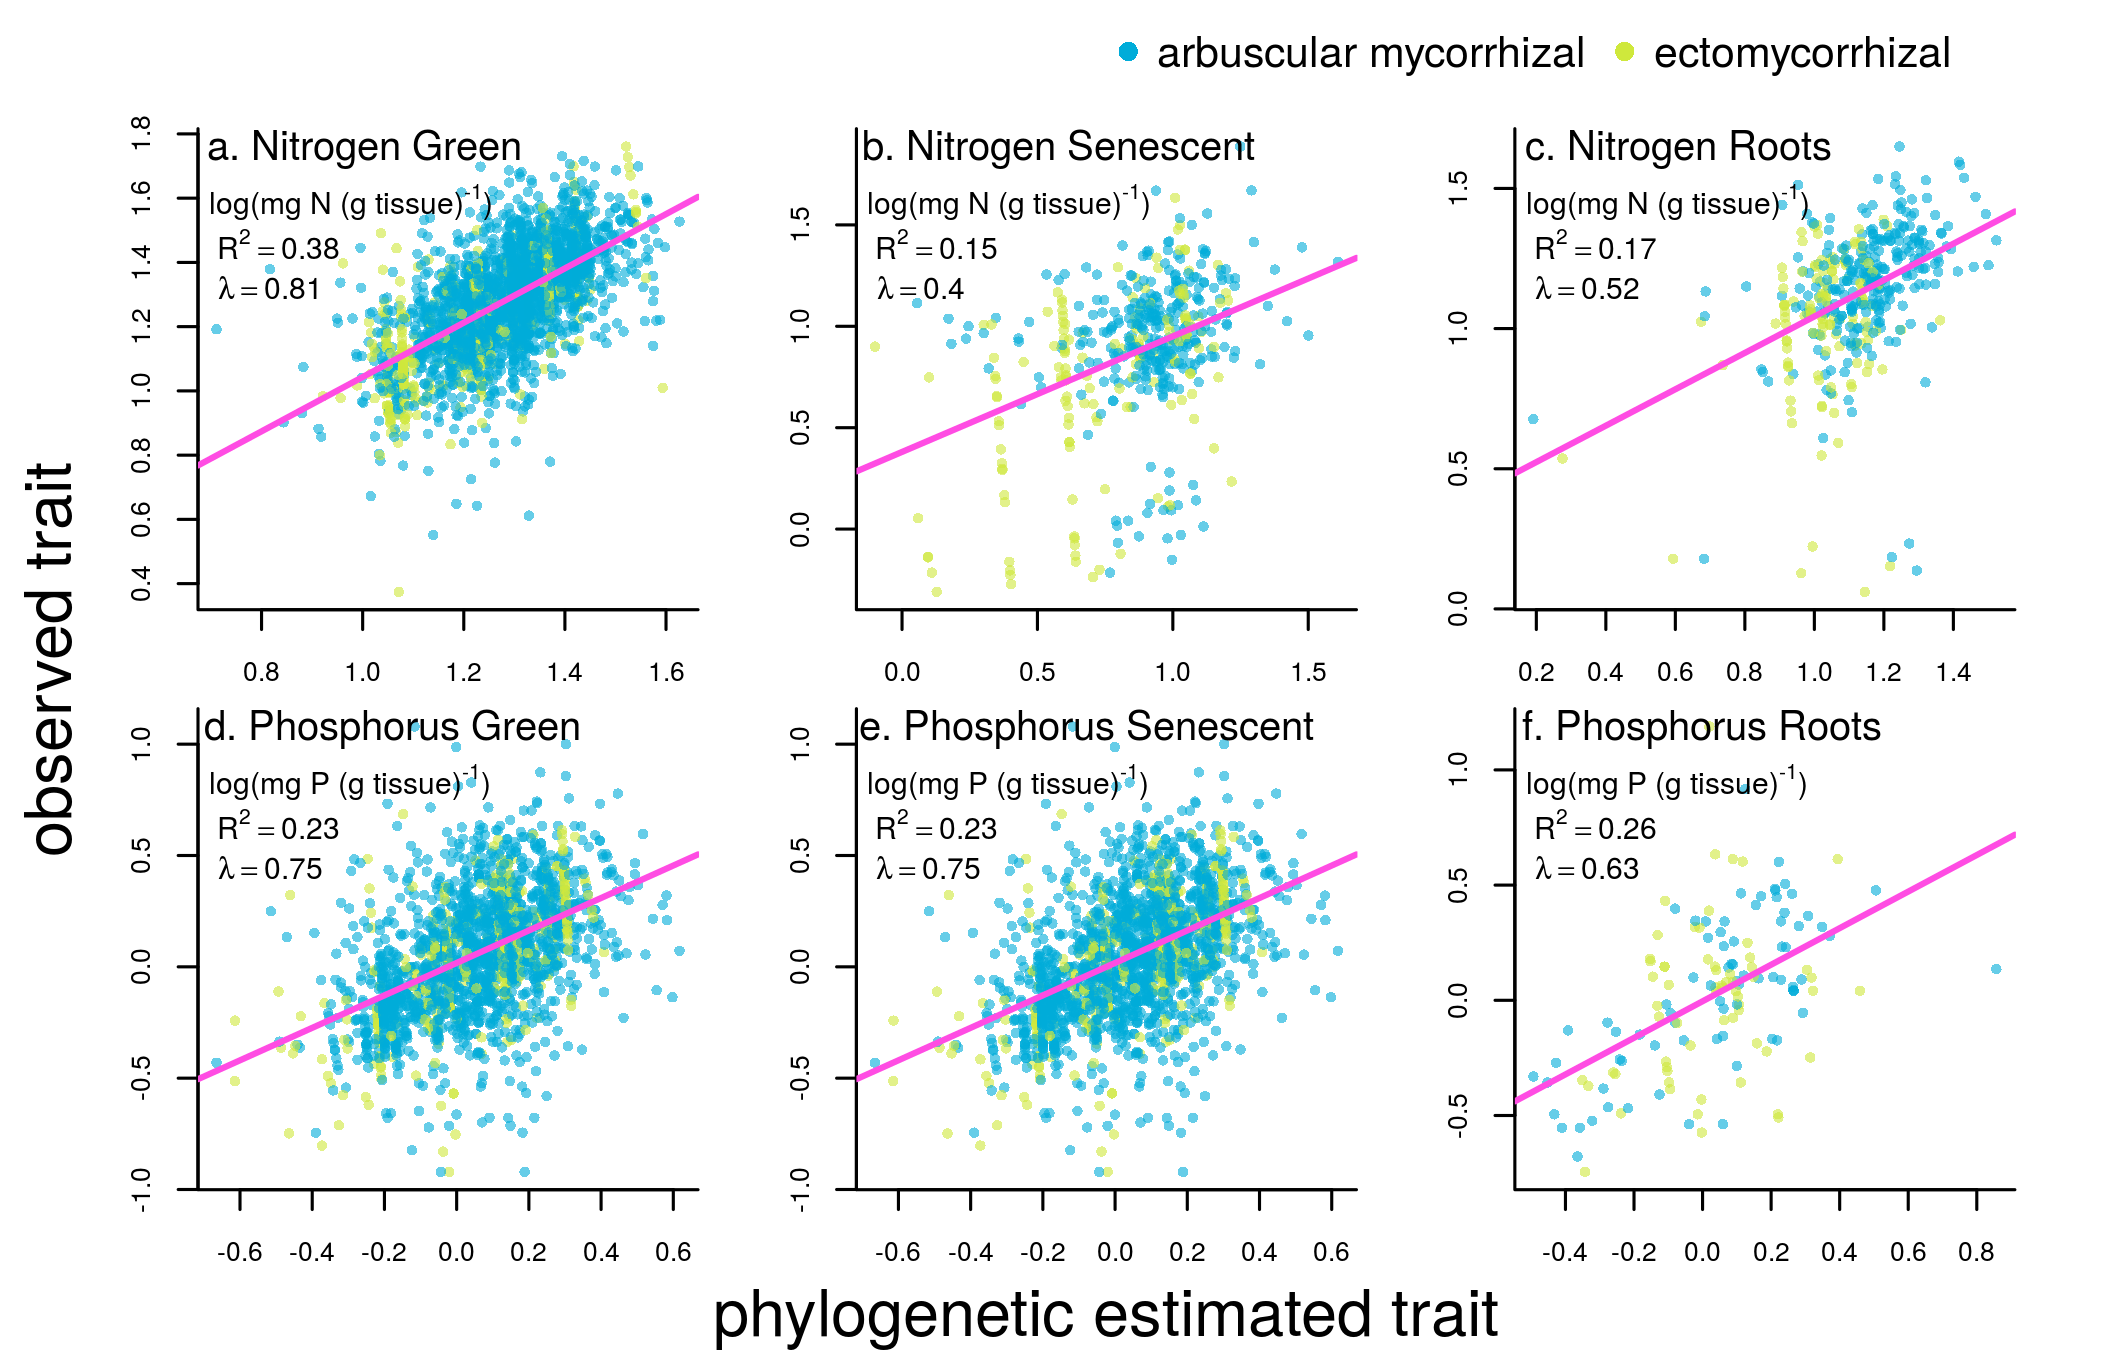 arbuscular mycorrhizal ectomycorrhizal
a. Nitrogen Green
log(mg N (g tissue)⁻¹)
R² = 0.38
λ = 0.81
1.8
1.6
1.4
1.2
1.0
0.8
0.6
0.4
0.8 1.0 1.2 1.4 1.6
b. Nitrogen Senescent
log(mg N (g tissue)⁻¹)
R² = 0.15
λ = 0.4
1.5
1.0
0.5
0.0
0.0 0.5 1.0 1.5
c. Nitrogen Roots
log(mg N (g tissue)⁻¹)
R² = 0.17
λ = 0.52
1.5
1.0
0.5
0.0
0.2 0.4 0.6 0.8 1.0 1.2 1.4
observed trait
d. Phosphorus Green
log(mg P (g tissue)⁻¹)
R² = 0.23
λ = 0.75
1.0
0.5
0.0
-0.5
-1.0
-0.6 -0.4 -0.2 0.0 0.2 0.4 0.6
e. Phosphorus Senescent
log(mg P (g tissue)⁻¹)
R² = 0.23
λ = 0.75
1.0
0.5
0.0
-0.5
-1.0
-0.6 -0.4 -0.2 0.0 0.2 0.4 0.6
f. Phosphorus Roots
log(mg P (g tissue)⁻¹)
R² = 0.26
λ = 0.63
1.0
0.5
0.0
-0.5
-0.4 -0.2 0.0 0.2 0.4 0.6 0.8
phylogenetic estimated trait